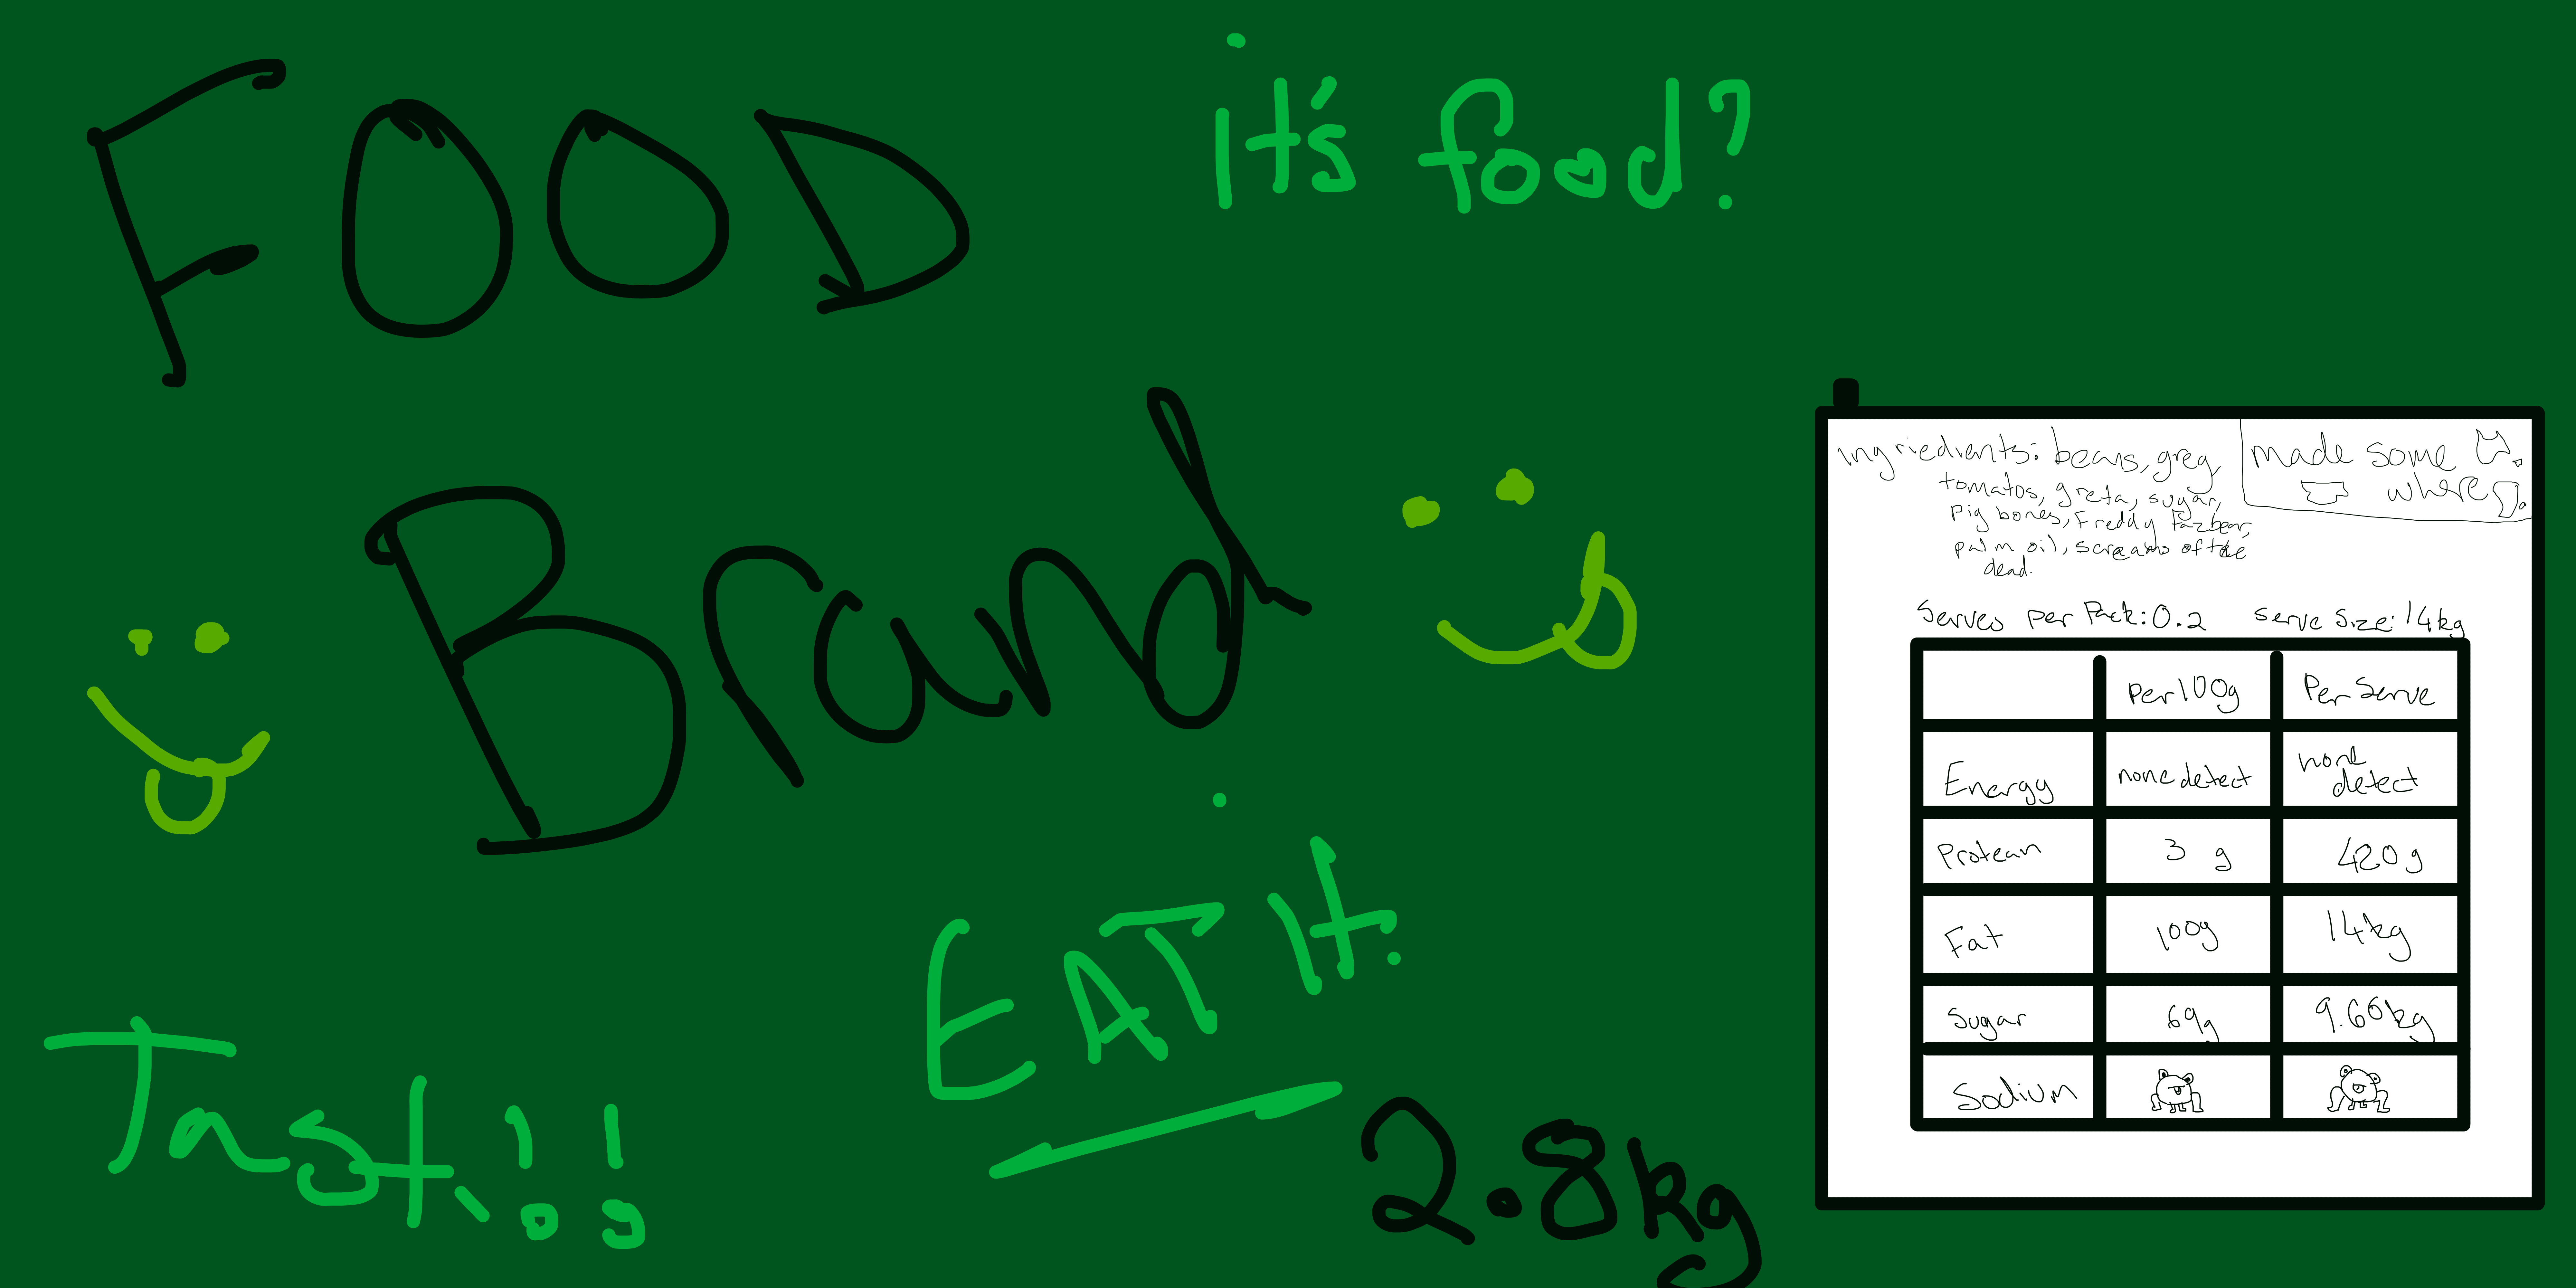 FOOD
it's food?
Brand
EAT it.
Tast!!
2.8kg
ingriedients: beans, greg,
tomatos, greta, sugar,
pig bones, Freddy Fazbear,
palm oil, screams of the
dead.
made some
where
Serves per Pack: 0.2 serve size: 14kg
Per 100g Per Serve
Energy none detect none detect
Protean 3 g 420g
Fat 100g 14kg
Sugar 69g 9.66kg
Sodium